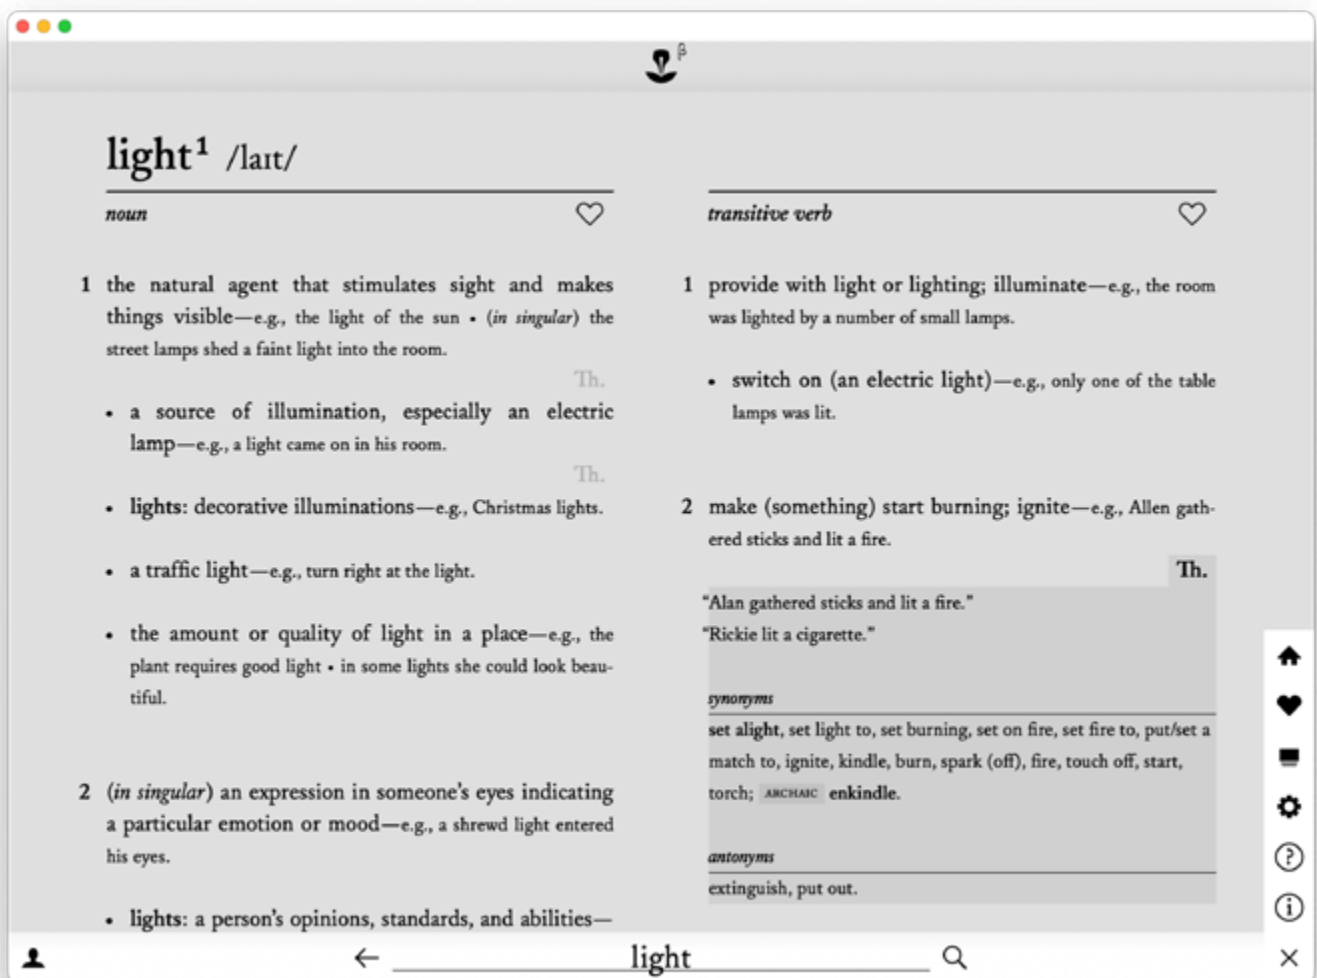 β
light¹ /laɪt/
noun
1 the natural agent that stimulates sight and makes
things visible—e.g., the light of the sun • (in singular) the
street lamps shed a faint light into the room.
Th.
• a source of illumination, especially an electric
lamp—e.g., a light came on in his room.
Th.
• lights: decorative illuminations—e.g., Christmas lights.
• a traffic light—e.g., turn right at the light.
• the amount or quality of light in a place—e.g., the
plant requires good light • in some lights she could look beau-
tiful.
2 (in singular) an expression in someone's eyes indicating
a particular emotion or mood—e.g., a shrewd light entered
his eyes.
• lights: a person's opinions, standards, and abilities—
transitive verb
1 provide with light or lighting; illuminate—e.g., the room
was lighted by a number of small lamps.
• switch on (an electric light)—e.g., only one of the table
lamps was lit.
2 make (something) start burning; ignite—e.g., Allen gath-
ered sticks and lit a fire.
Th.
“Alan gathered sticks and lit a fire.”
“Rickie lit a cigarette.”
synonyms
set alight, set light to, set burning, set on fire, set fire to, put/set a
match to, ignite, kindle, burn, spark (off), fire, touch off, start,
torch; ARCHAIC enkindle.
antonyms
extinguish, put out.
light